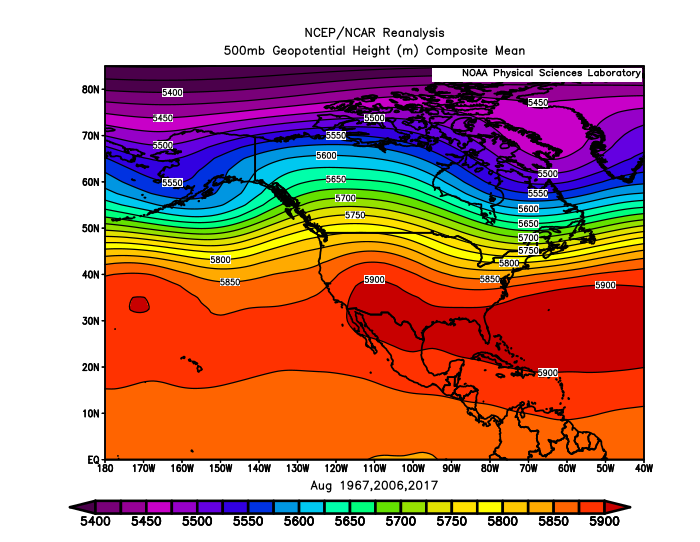 NCEP/NCAR Reanalysis
500mb Geopotential Height (m) Composite Mean
NOAA Physical Sciences Laboratory
80N
5400
5450
5450
5500
70N
5550
5500
5600
5500
60N
5550
5650
5550
5700
5600
5750
5650
50N
5700
5750
5800
5800
40N
5850
5900
5850
5900
30N
20N
5900
10N
EQ
180 170W 160W 150W 140W 130W 120W 110W 100W 90W 80W 70W 60W 50W 40W
Aug 1967,2006,2017
5400 5450 5500 5550 5600 5650 5700 5750 5800 5850 5900